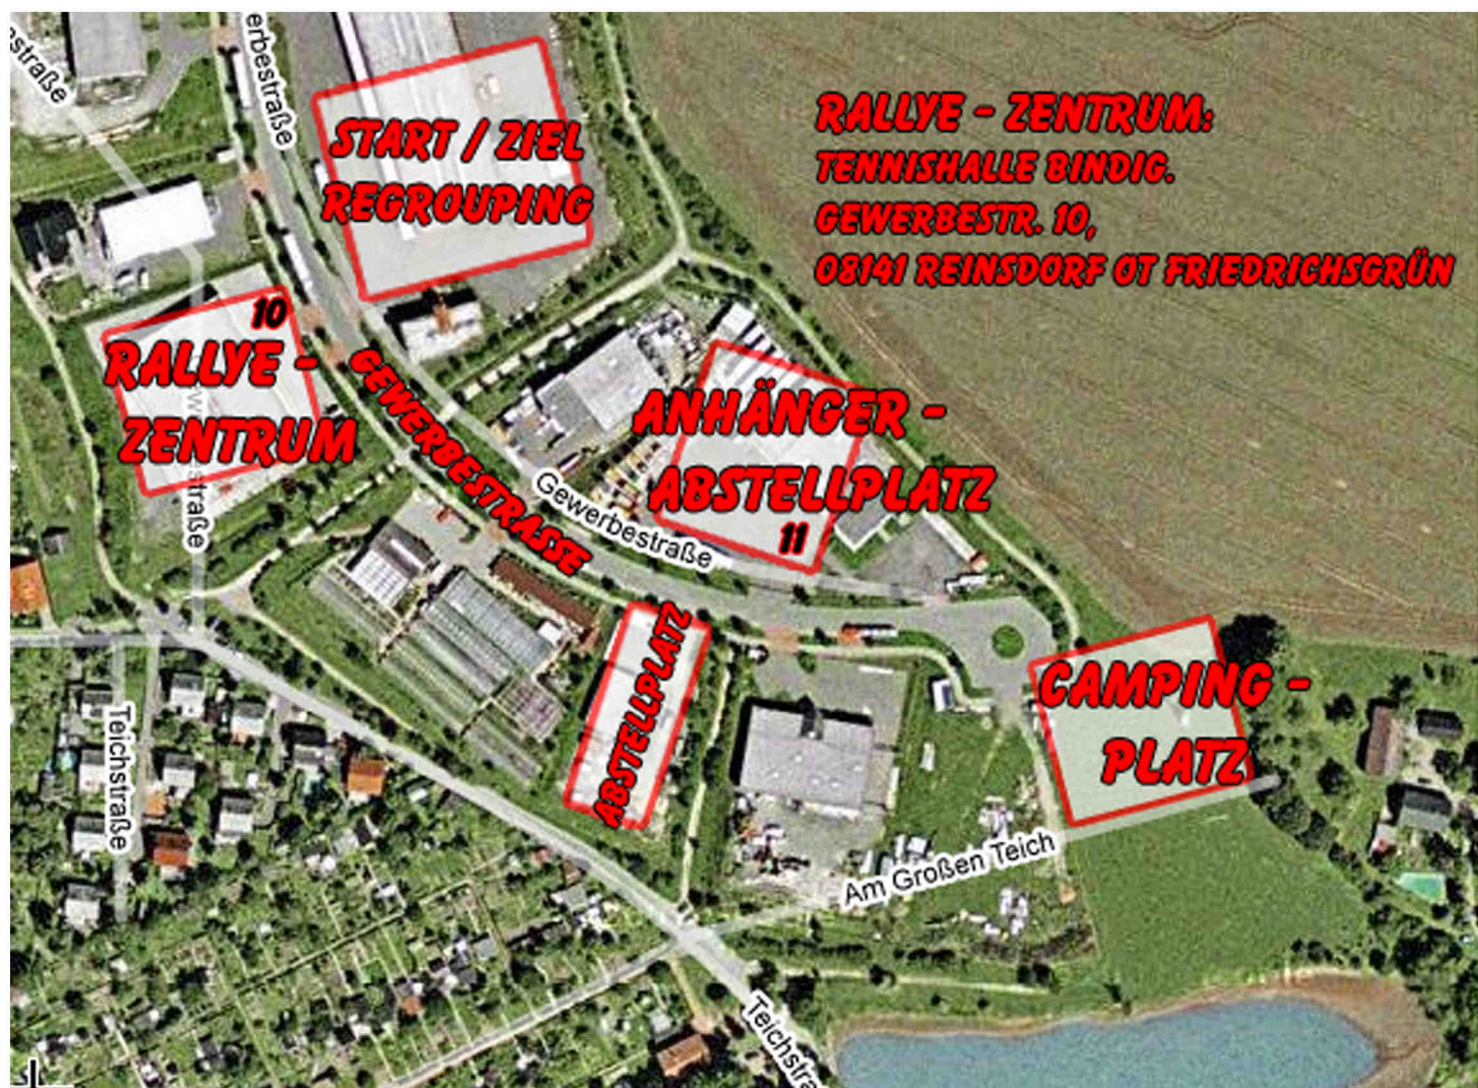 straße
erbestraße
START / ZIEL
REGROUPING
RALLYE - ZENTRUM:
TENNISHALLE BINDIG.
GEWERBESTR. 10,
08141 REINSDORF OT FRIEDRICHSGRÜN
10
RALLYE -
ZENTRUM
GEWERBESTRASSE
ANHÄNGER -
ABSTELLPLATZ
11
Gewerbestraße
straße
ABSTELLPLATZ
CAMPING -
PLATZ
Teichstraße
Am Großen Teich
Teichstra